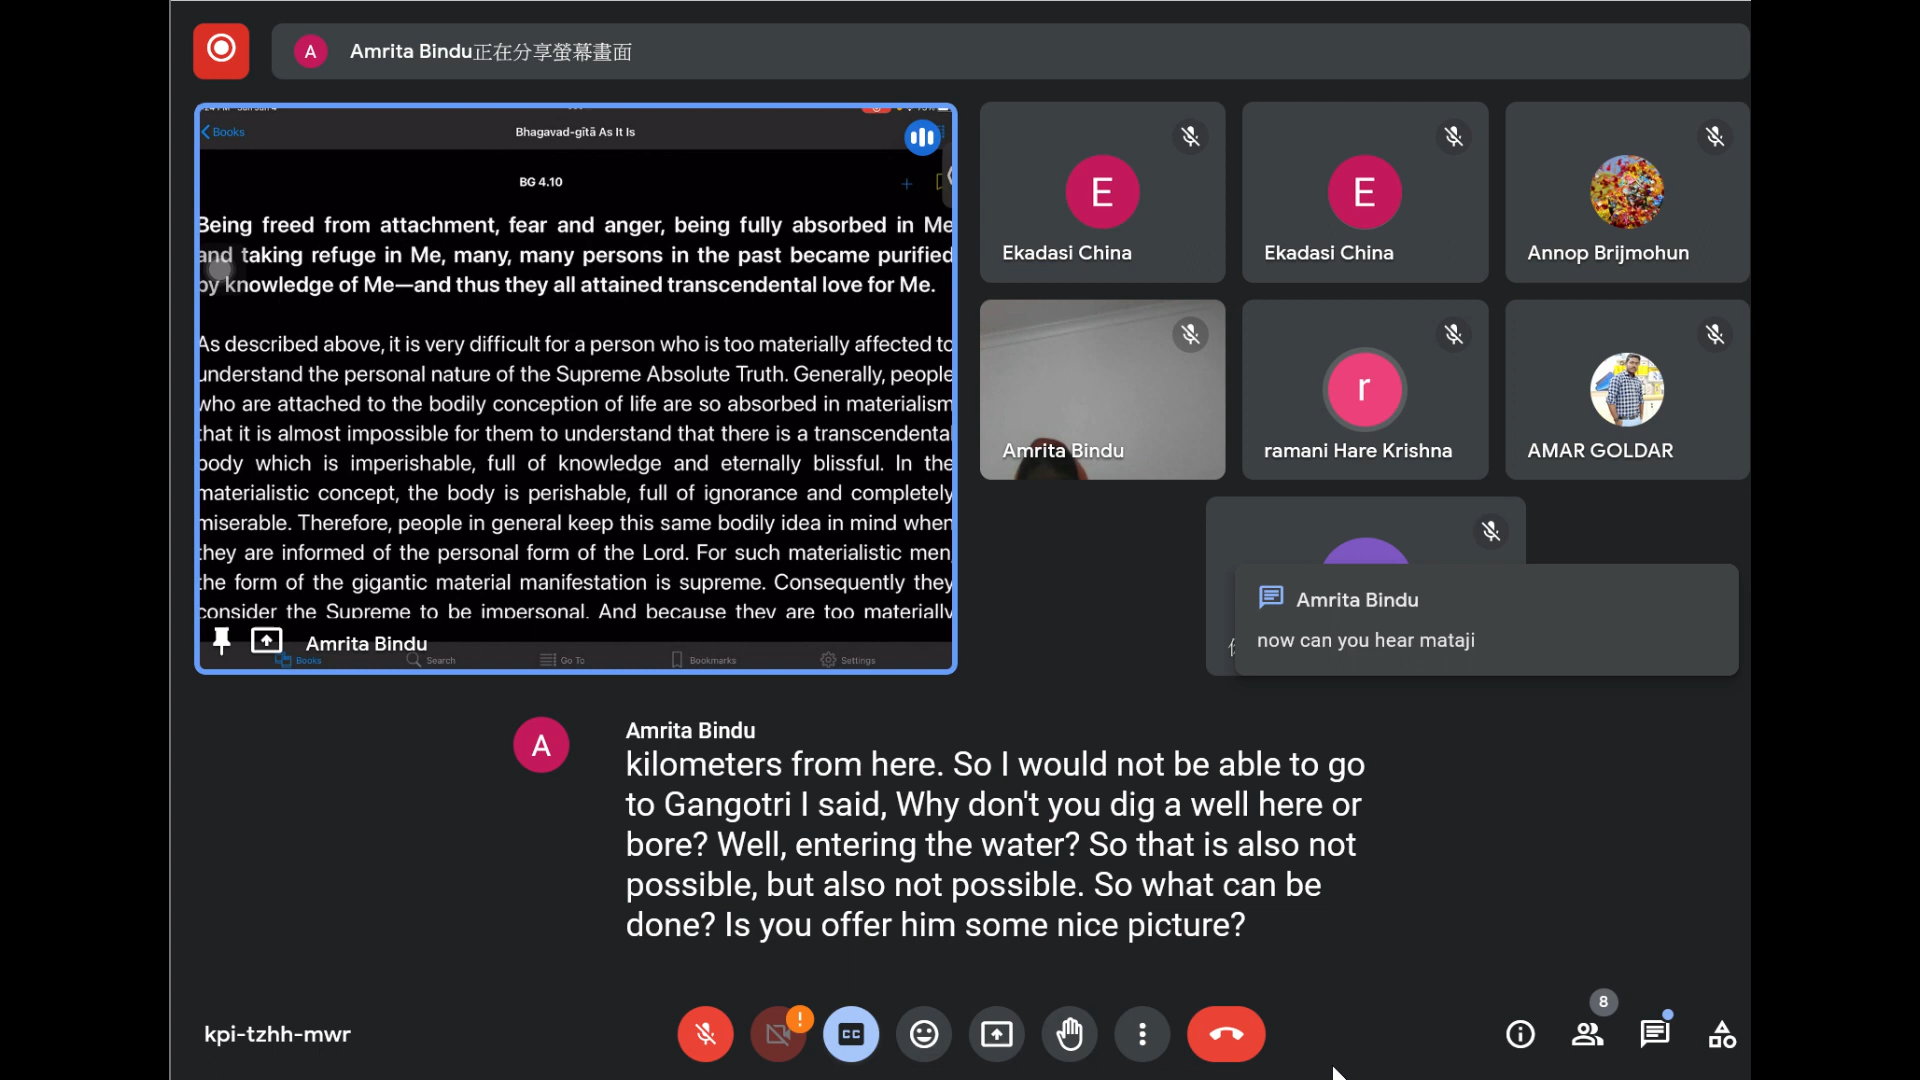 A Amrita Bindu正在分享螢幕畫面
Books
Bhagavad-gītā As It Is
BG 4.10
Being freed from attachment, fear and anger, being fully absorbed in Me
and taking refuge in Me, many, many persons in the past became purified
by knowledge of Me—and thus they all attained transcendental love for Me.
As described above, it is very difficult for a person who is too materially affected to
understand the personal nature of the Supreme Absolute Truth. Generally, people
who are attached to the bodily conception of life are so absorbed in materialism
that it is almost impossible for them to understand that there is a transcendental
body which is imperishable, full of knowledge and eternally blissful. In the
materialistic concept, the body is perishable, full of ignorance and completely
miserable. Therefore, people in general keep this same bodily idea in mind when
they are informed of the personal form of the Lord. For such materialistic men,
the form of the gigantic material manifestation is supreme. Consequently they
consider the Supreme to be impersonal. And because they are too materially
Amrita Bindu
Books Search Go To Bookmarks Settings
E
Ekadasi China
E
Ekadasi China
Annop Brijmohun
Amrita Bindu
r
ramani Hare Krishna
AMAR GOLDAR
Amrita Bindu
now can you hear mataji
A
Amrita Bindu
kilometers from here. So I would not be able to go
to Gangotri I said, Why don't you dig a well here or
bore? Well, entering the water? So that is also not
possible, but also not possible. So what can be
done? Is you offer him some nice picture?
kpi-tzhh-mwr
!
CC
8